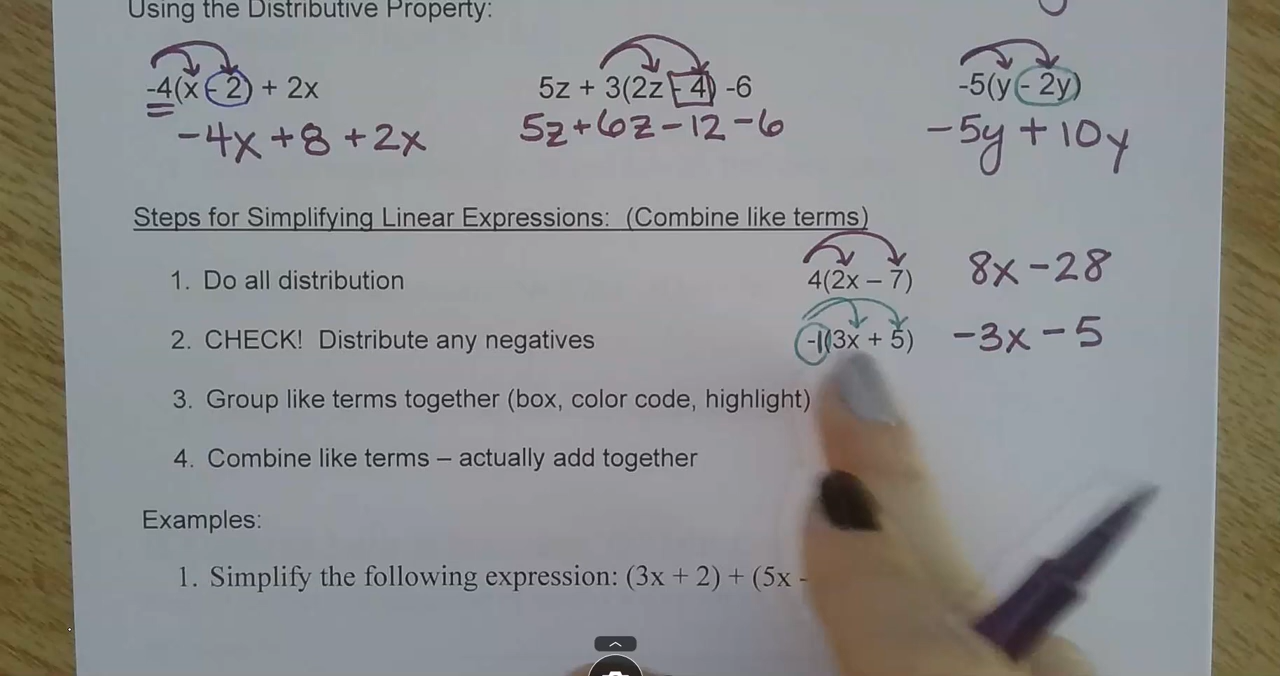 Using the Distributive Property:
-4(x - 2) + 2x 5z + 3(2z - 4) -6 -5(y - 2y)
-4x + 8 + 2x 5z + 6z - 12 - 6 -5y + 10y
Steps for Simplifying Linear Expressions: (Combine like terms)
1. Do all distribution 4(2x – 7) 8x - 28
2. CHECK! Distribute any negatives -1(3x + 5) -3x - 5
3. Group like terms together (box, color code, highlight)
4. Combine like terms – actually add together
Examples:
1. Simplify the following expression: (3x + 2) + (5x -